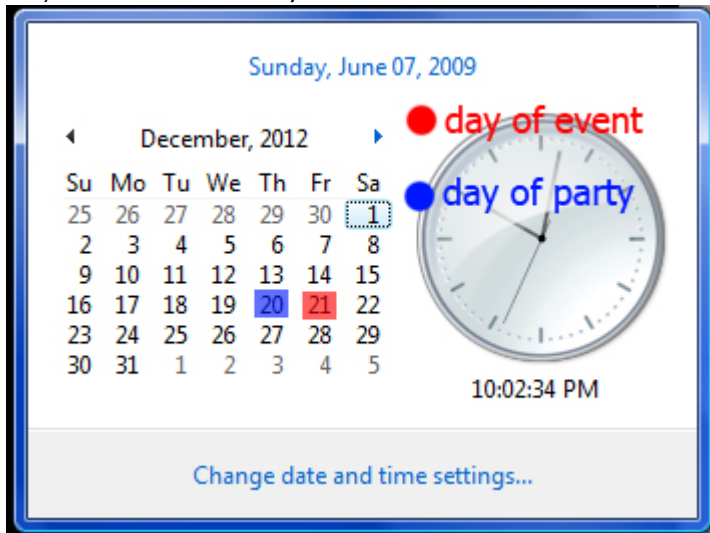 Sunday, June 07, 2009
December, 2012
Su Mo Tu We Th Fr Sa
25 26 27 28 29 30 1
2 3 4 5 6 7 8
9 10 11 12 13 14 15
16 17 18 19 20 21 22
23 24 25 26 27 28 29
30 31 1 2 3 4 5
day of event
day of party
10:02:34 PM
Change date and time settings...